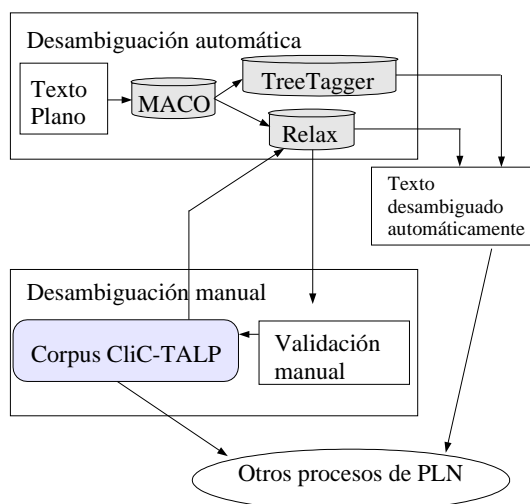 Desambiguación automática
Texto
Plano
MACO
TreeTagger
Relax
Texto
desambiguado
automáticamente
Desambiguación manual
Corpus CliC-TALP
Validación
manual
Otros procesos de PLN